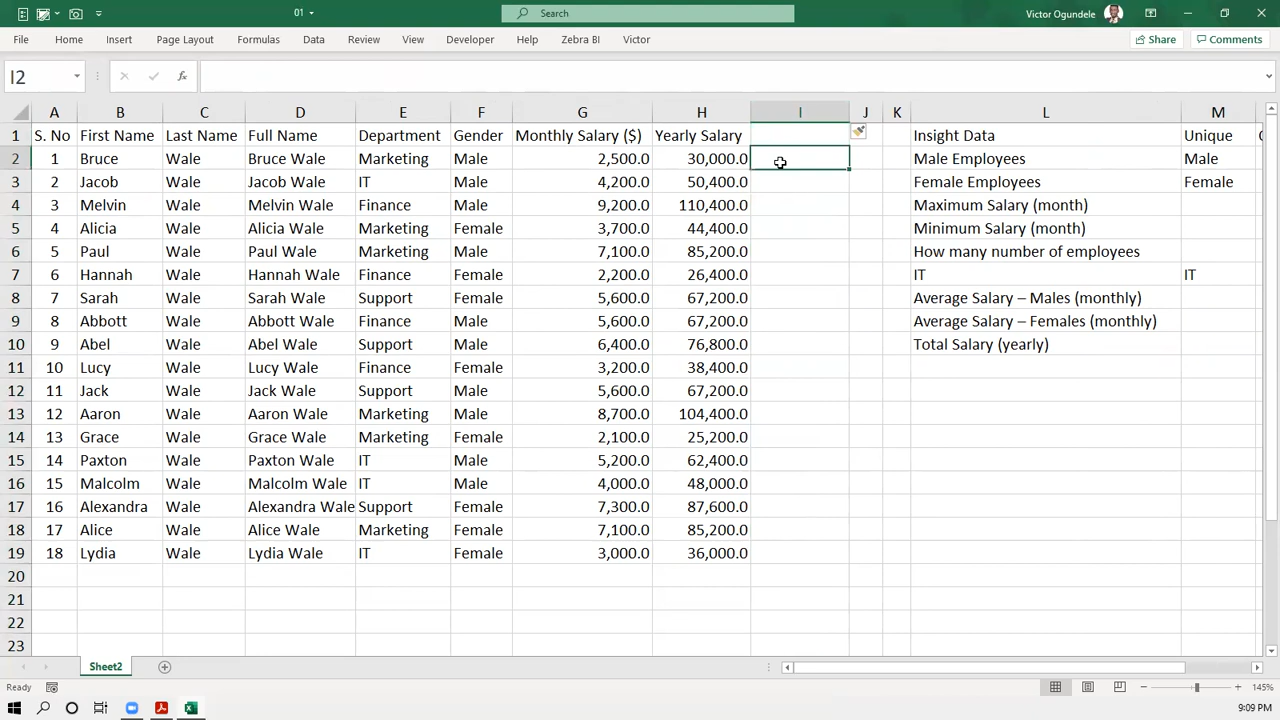 01
Search
Victor Ogundele
File Home Insert Page Layout Formulas Data Review View Developer Help Zebra BI Victor Share Comments
I2 fx
A B C D E F G H I J K L M
1 S. No First Name Last Name Full Name Department Gender Monthly Salary ($) Yearly Salary Insight Data Unique
2 1 Bruce Wale Bruce Wale Marketing Male 2,500.0 30,000.0 Male Employees Male
3 2 Jacob Wale Jacob Wale IT Male 4,200.0 50,400.0 Female Employees Female
4 3 Melvin Wale Melvin Wale Finance Male 9,200.0 110,400.0 Maximum Salary (month)
5 4 Alicia Wale Alicia Wale Marketing Female 3,700.0 44,400.0 Minimum Salary (month)
6 5 Paul Wale Paul Wale Marketing Male 7,100.0 85,200.0 How many number of employees
7 6 Hannah Wale Hannah Wale Finance Female 2,200.0 26,400.0 IT IT
8 7 Sarah Wale Sarah Wale Support Female 5,600.0 67,200.0 Average Salary – Males (monthly)
9 8 Abbott Wale Abbott Wale Finance Male 5,600.0 67,200.0 Average Salary – Females (monthly)
10 9 Abel Wale Abel Wale Support Male 6,400.0 76,800.0 Total Salary (yearly)
11 10 Lucy Wale Lucy Wale Finance Female 3,200.0 38,400.0
12 11 Jack Wale Jack Wale Support Male 5,600.0 67,200.0
13 12 Aaron Wale Aaron Wale Marketing Male 8,700.0 104,400.0
14 13 Grace Wale Grace Wale Marketing Female 2,100.0 25,200.0
15 14 Paxton Wale Paxton Wale IT Male 5,200.0 62,400.0
16 15 Malcolm Wale Malcolm Wale IT Male 4,000.0 48,000.0
17 16 Alexandra Wale Alexandra Wale Support Female 7,300.0 87,600.0
18 17 Alice Wale Alice Wale Marketing Female 7,100.0 85,200.0
19 18 Lydia Wale Lydia Wale IT Female 3,000.0 36,000.0
20
21
22
23
Sheet2
Ready 145%
9:09 PM